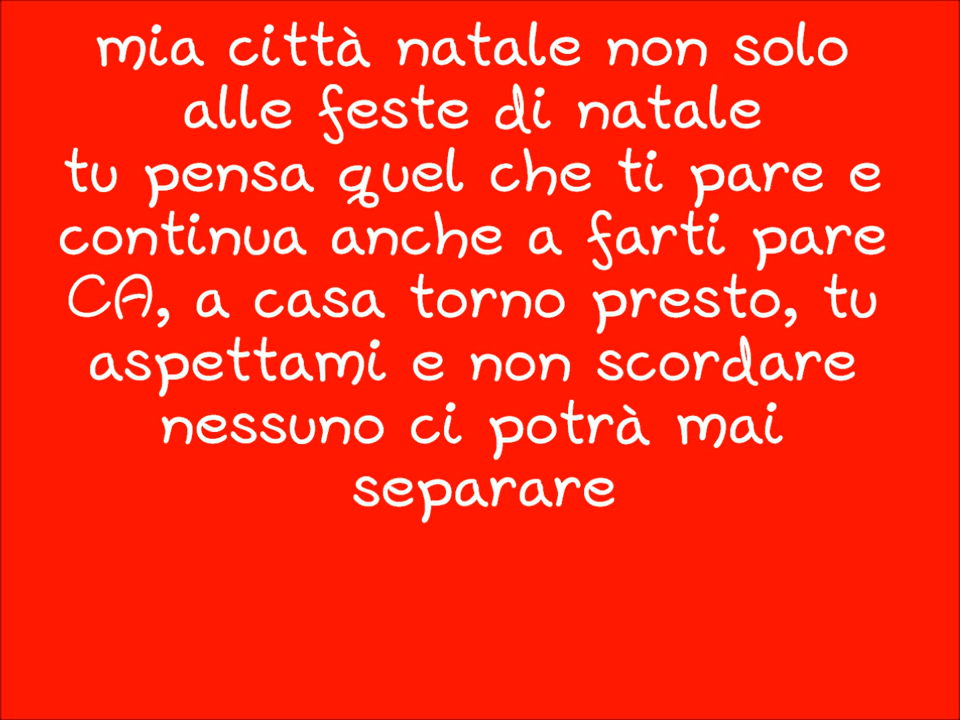 mia città natale non solo
alle feste di natale
tu pensa quel che ti pare e
continua anche a farti pare
CA, a casa torno presto, tu
aspettami e non scordare
nessuno ci potrà mai
separare